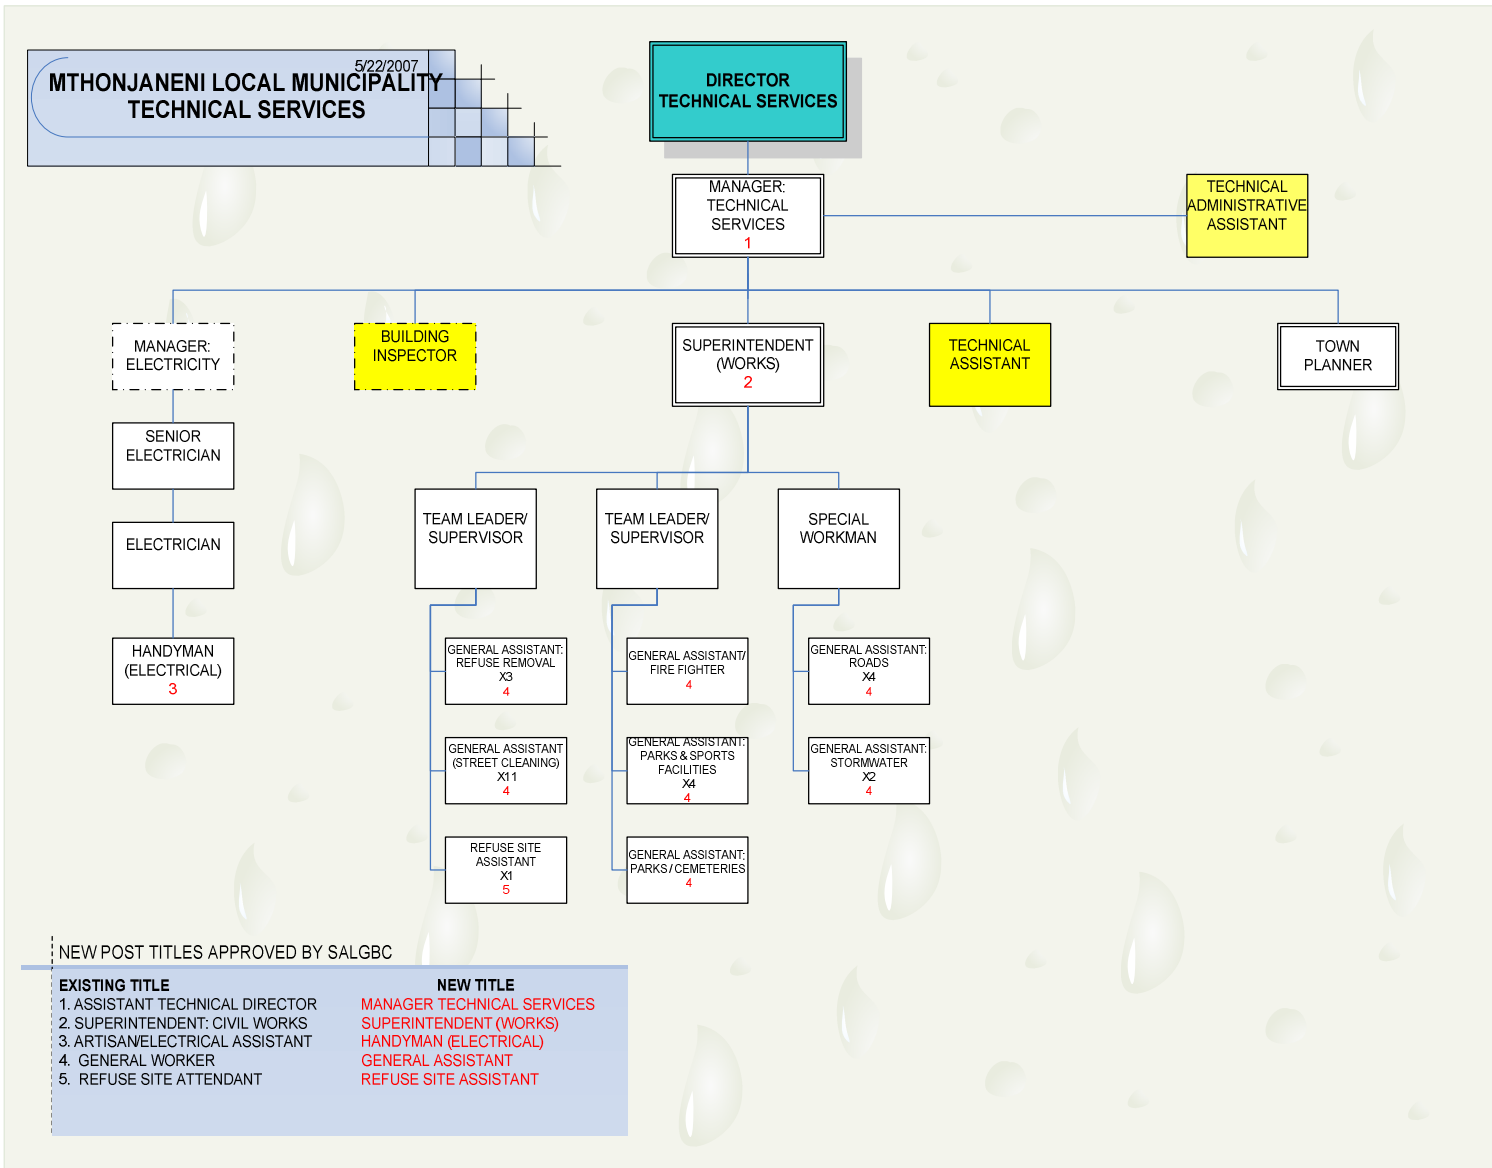 5/22/2007
MTHONJANENI LOCAL MUNICIPALITY
TECHNICAL SERVICES
DIRECTOR
TECHNICAL SERVICES
MANAGER:
TECHNICAL
SERVICES
1
TECHNICAL
ADMINISTRATIVE
ASSISTANT
MANAGER:
ELECTRICITY
BUILDING
INSPECTOR
SUPERINTENDENT
(WORKS)
2
TECHNICAL
ASSISTANT
TOWN
PLANNER
SENIOR
ELECTRICIAN
ELECTRICIAN
HANDYMAN
(ELECTRICAL)
3
TEAM LEADER/
SUPERVISOR
TEAM LEADER/
SUPERVISOR
SPECIAL
WORKMAN
GENERAL ASSISTANT:
REFUSE REMOVAL
X3
4
GENERAL ASSISTANT
(STREET CLEANING)
X11
4
REFUSE SITE
ASSISTANT
X1
5
GENERAL ASSISTANT/
FIRE FIGHTER
4
GENERAL ASSISTANT:
PARKS & SPORTS
FACILITIES
X4
4
GENERAL ASSISTANT:
PARKS / CEMETERIES
4
GENERAL ASSISTANT:
ROADS
X4
4
GENERAL ASSISTANT:
STORMWATER
X2
4
NEW POST TITLES APPROVED BY SALGBC
EXISTING TITLE NEW TITLE
1. ASSISTANT TECHNICAL DIRECTOR MANAGER TECHNICAL SERVICES
2. SUPERINTENDENT: CIVIL WORKS SUPERINTENDENT (WORKS)
3. ARTISAN/ELECTRICAL ASSISTANT HANDYMAN (ELECTRICAL)
4. GENERAL WORKER GENERAL ASSISTANT
5. REFUSE SITE ATTENDANT REFUSE SITE ASSISTANT